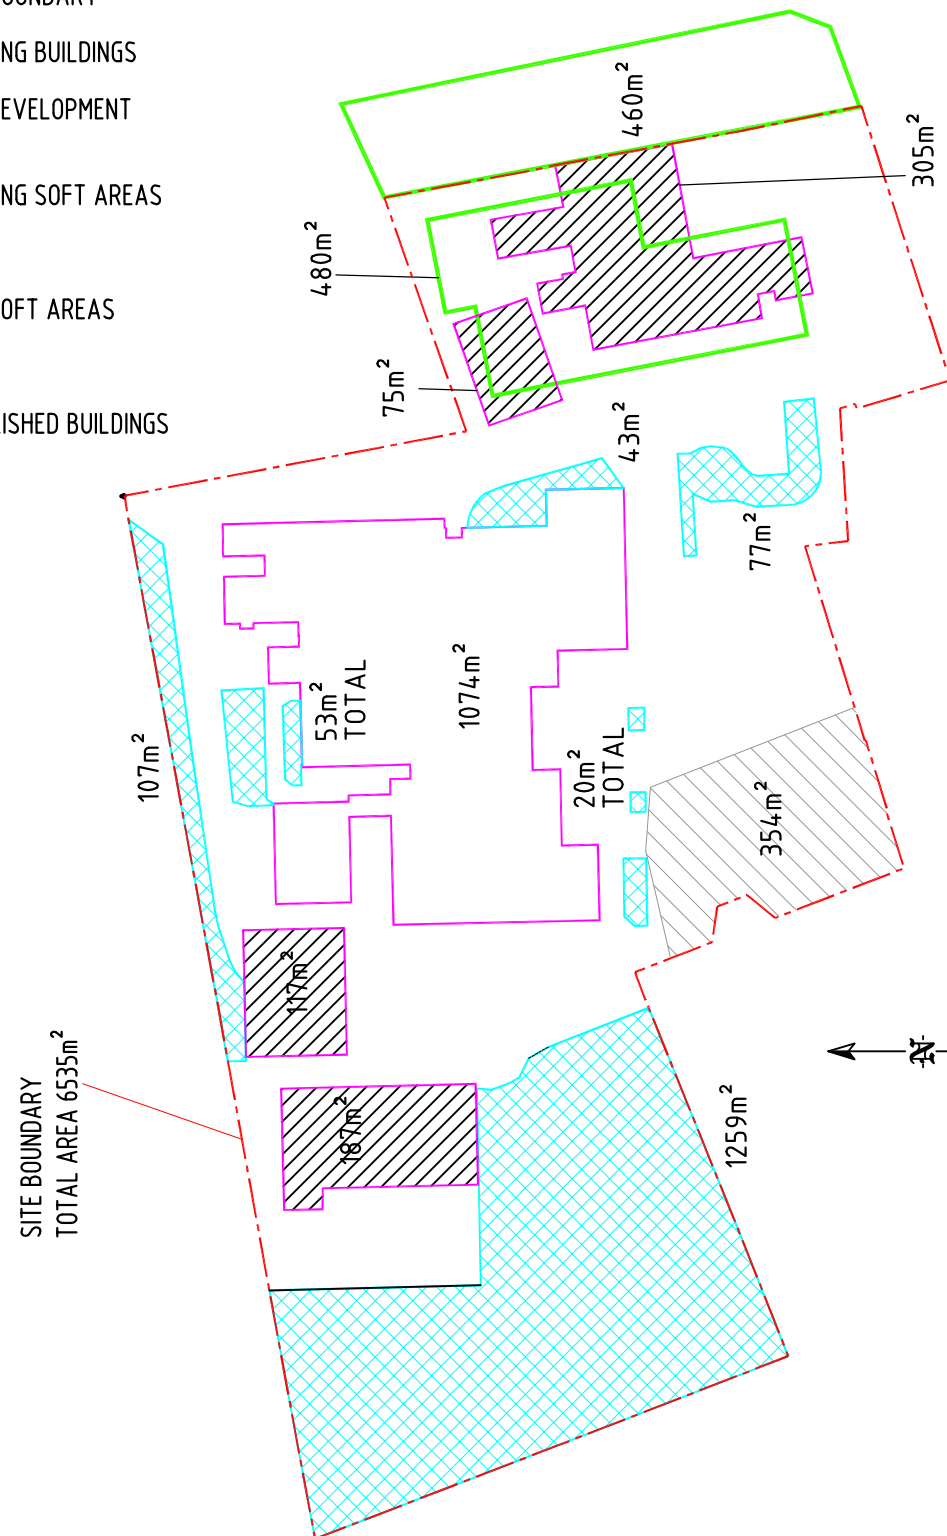 OUNDARY
NG BUILDINGS
EVELOPMENT
NG SOFT AREAS
OFT AREAS
ISHED BUILDINGS
460m²
305m²
480m²
75m²
43m²
77m²
107m²
53m²
TOTAL
1074m²
20m²
TOTAL
354m²
117m²
187m²
1259m²
SITE BOUNDARY
TOTAL AREA 6535m²
N